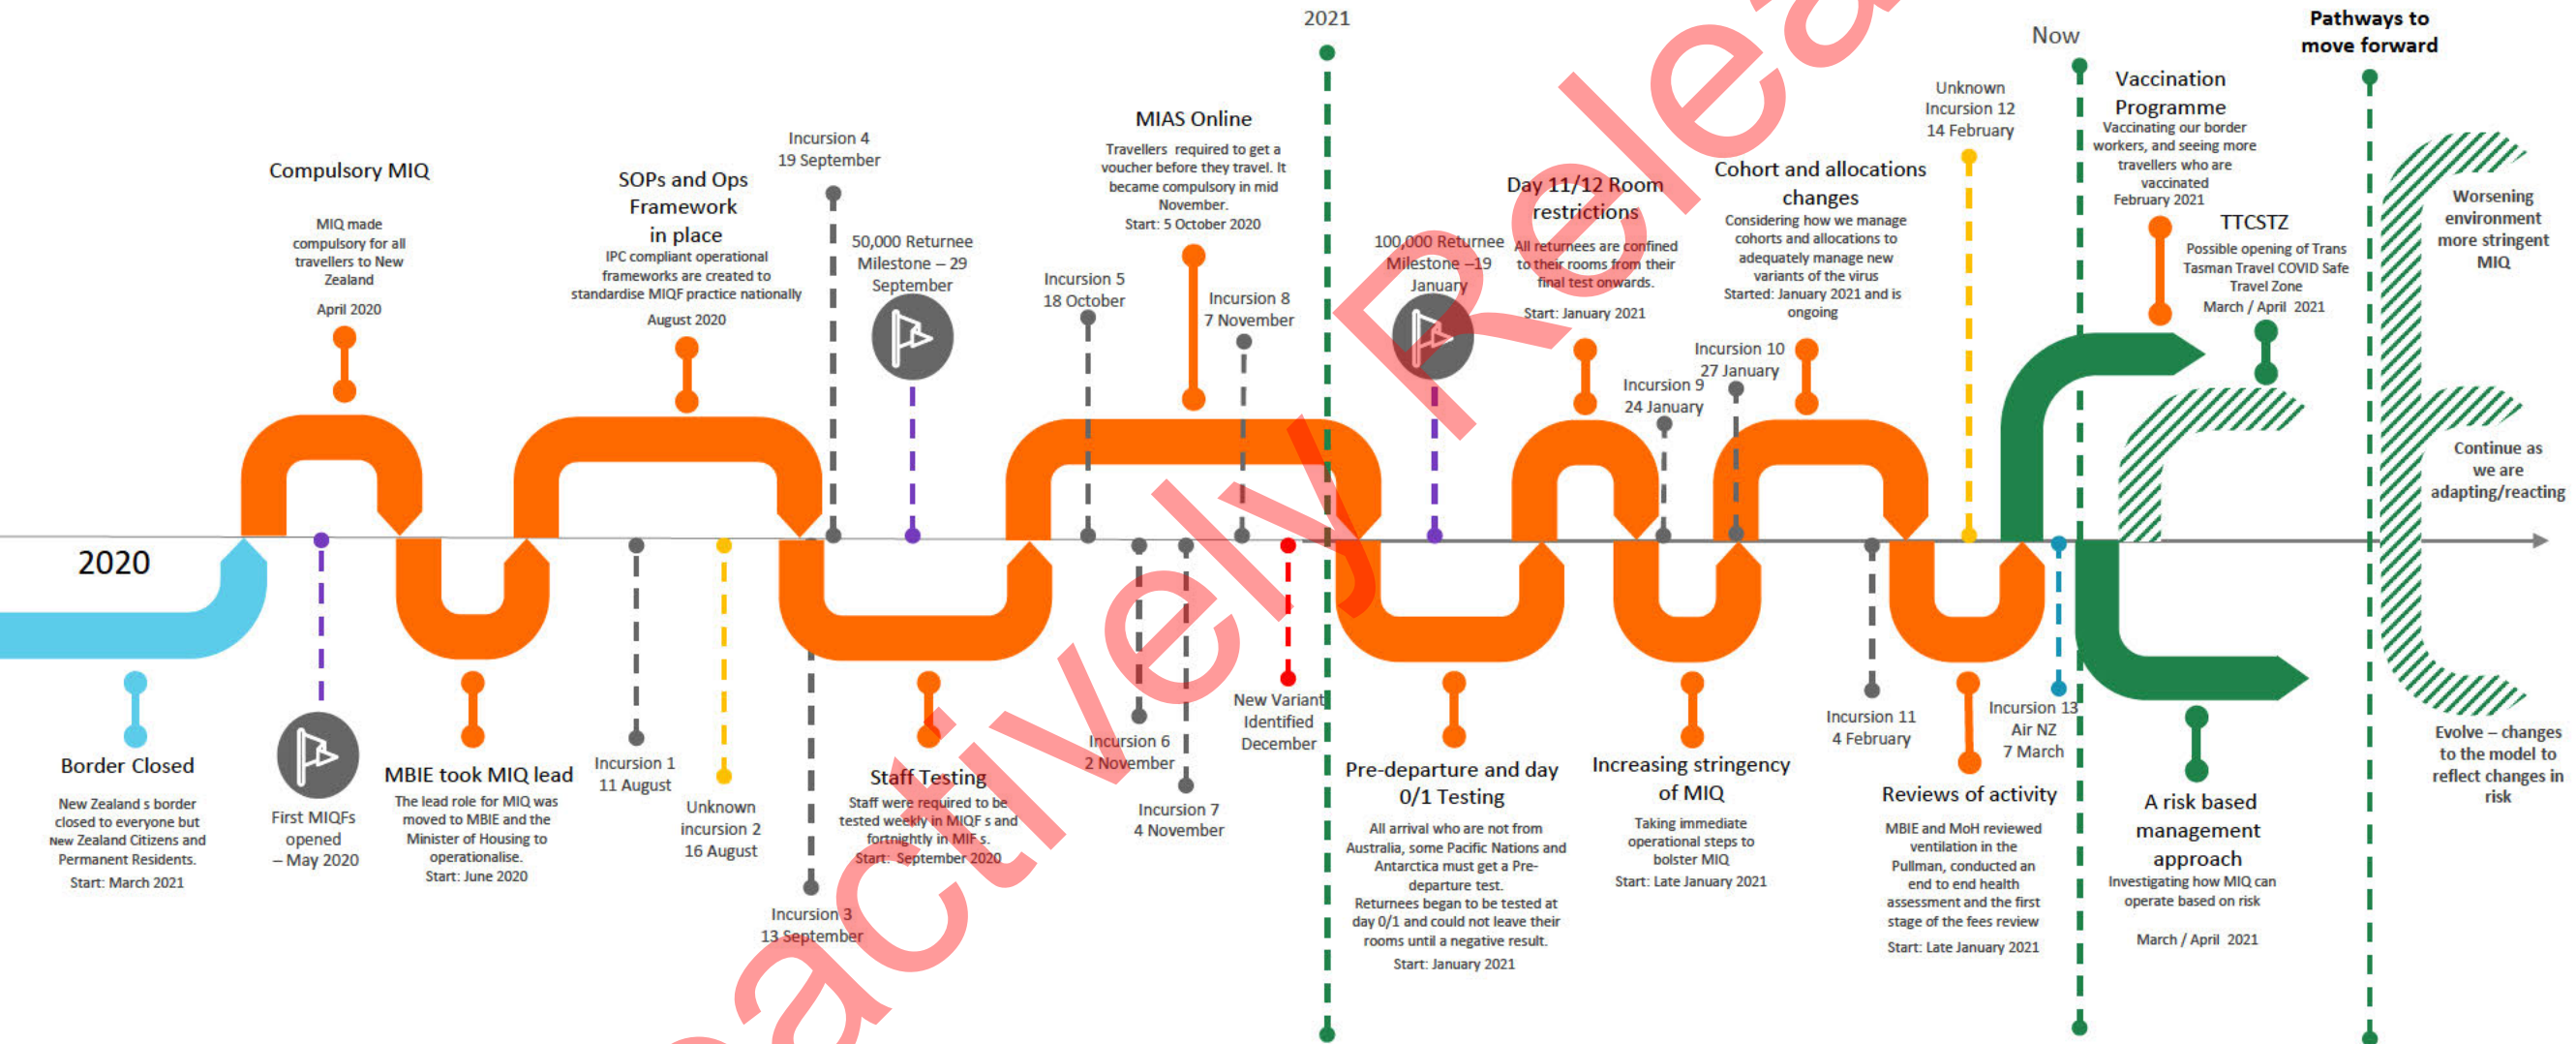 2021
Now
Pathways to
move forward
Compulsory MIQ
MIQ made
compulsory for all
travellers to New
Zealand
April 2020
SOPs and Ops
Framework
in place
IPC compliant operational
frameworks are created to
standardise MIQF practice nationally
August 2020
Incursion 4
19 September
50,000 Returnee
Milestone – 29
September
Incursion 5
18 October
MIAS Online
Travellers required to get a
voucher before they travel. It
became compulsory in mid
November.
Start: 5 October 2020
Incursion 8
7 November
100,000 Returnee
Milestone –19
January
Day 11/12 Room
restrictions
All returnees are confined
to their rooms from their
final test onwards.
Start: January 2021
Incursion 9
24 January
Incursion 10
27 January
Cohort and allocations
changes
Considering how we manage
cohorts and allocations to
adequately manage new
variants of the virus
Started: January 2021 and is
ongoing
Unknown
Incursion 12
14 February
Vaccination
Programme
Vaccinating our border
workers, and seeing more
travellers who are
vaccinated
February 2021
TTCSTZ
Possible opening of Trans
Tasman Travel COVID Safe
Travel Zone
March / April 2021
Worsening
environment
more stringent
MIQ
Continue as
we are
adapting/reacting
Evolve – changes
to the model to
reflect changes in
risk
2020
Border Closed
New Zealand s border
closed to everyone but
New Zealand Citizens and
Permanent Residents.
Start: March 2021
First MIQFs
opened
– May 2020
MBIE took MIQ lead
The lead role for MIQ was
moved to MBIE and the
Minister of Housing to
operationalise.
Start: June 2020
Incursion 1
11 August
Unknown
incursion 2
16 August
Incursion 3
13 September
Staff Testing
Staff were required to be
tested weekly in MIQF s and
fortnightly in MIF s.
Start: September 2020
Incursion 6
2 November
Incursion 7
4 November
New Variant
Identified
December
Pre-departure and day
0/1 Testing
All arrival who are not from
Australia, some Pacific Nations and
Antarctica must get a Pre-
departure test.
Returnees began to be tested at
day 0/1 and could not leave their
rooms until a negative result.
Start: January 2021
Increasing stringency
of MIQ
Taking immediate
operational steps to
bolster MIQ
Start: Late January 2021
Incursion 11
4 February
Reviews of activity
MBIE and MoH reviewed
ventilation in the
Pullman, conducted an
end to end health
assessment and the first
stage of the fees review
Start: Late January 2021
Incursion 13
Air NZ
7 March
A risk based
management
approach
Investigating how MIQ can
operate based on risk
March / April 2021
actively Relea